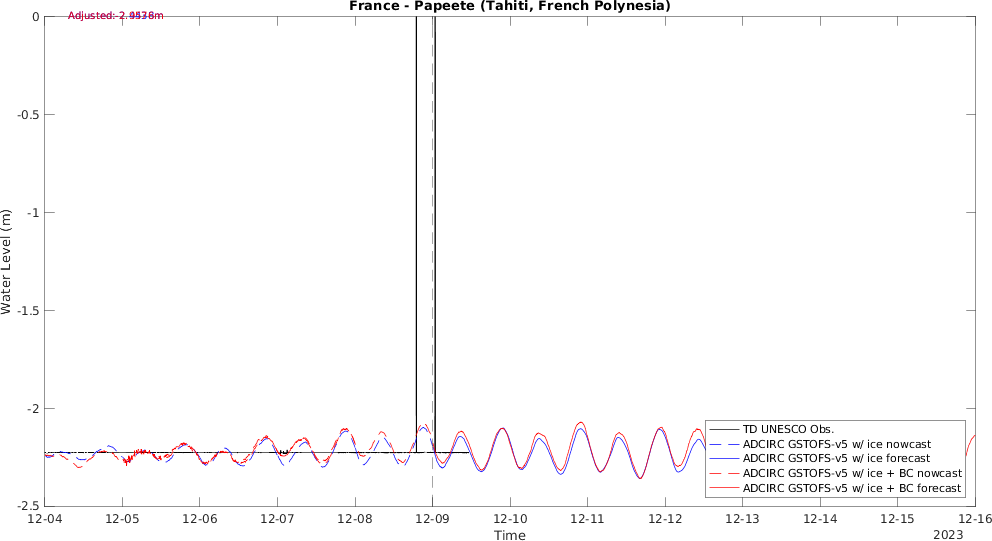 France - Papeete (Tahiti, French Polynesia)
Adjusted:
0
-0.5
-1
-1.5
-2
-2.5
Water Level (m)
TD UNESCO Obs.
ADCIRC GSTOFS-v5 w/ ice nowcast
ADCIRC GSTOFS-v5 w/ ice forecast
ADCIRC GSTOFS-v5 w/ ice + BC nowcast
ADCIRC GSTOFS-v5 w/ ice + BC forecast
12-04 12-05 12-06 12-07 12-08 12-09 12-10 12-11 12-12 12-13 12-14 12-15 12-16
Time
2023